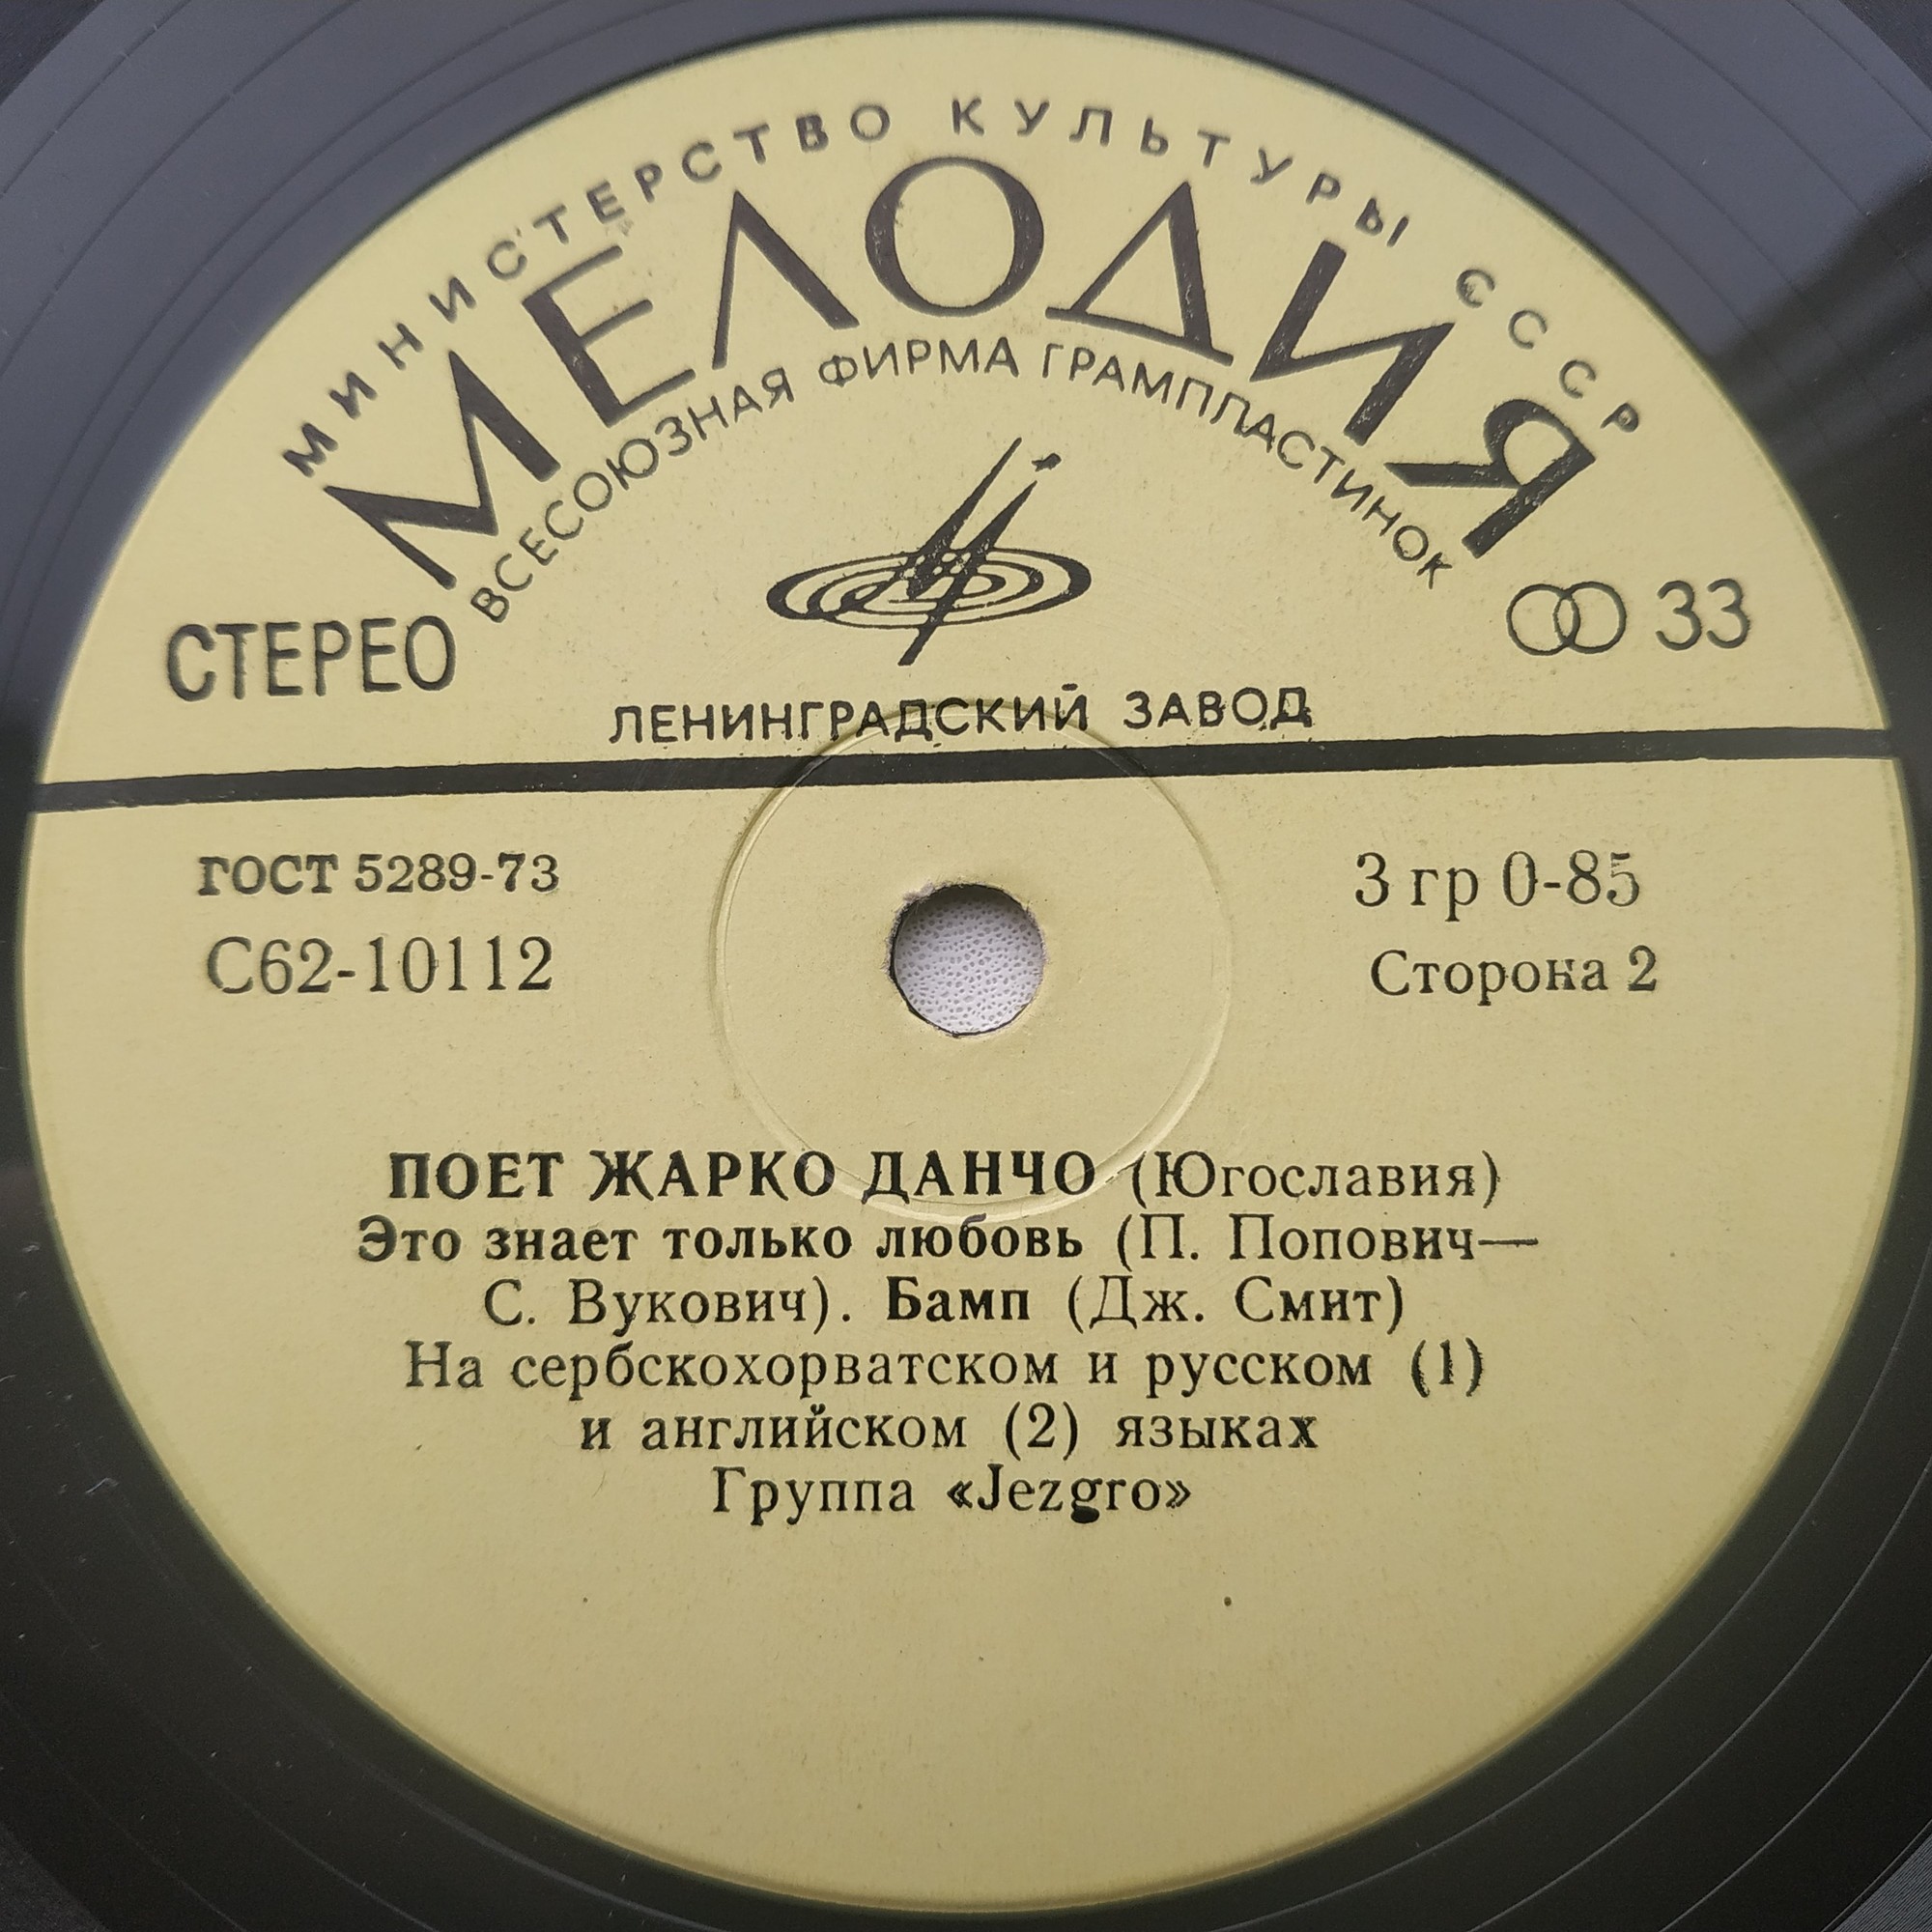 МИНИСТЕРСТВО КУЛЬТУРЫ СССР
МЕЛОДИЯ
ВСЕСОЮЗНАЯ ФИРМА ГРАМПЛАСТИНОК
СТЕРЕО
33
ЛЕНИНГРАДСКИЙ ЗАВОД
ГОСТ 5289-73
3 гр 0-85
С62-10112
Сторона 2
ПОЕТ ЖАРКО ДАНЧО (Югославия)
Это знает только любовь (П. Попович—
С. Вукович). Бамп (Дж. Смит)
На сербскохорватском и русском (1)
и английском (2) языках
Группа «Jezgro»